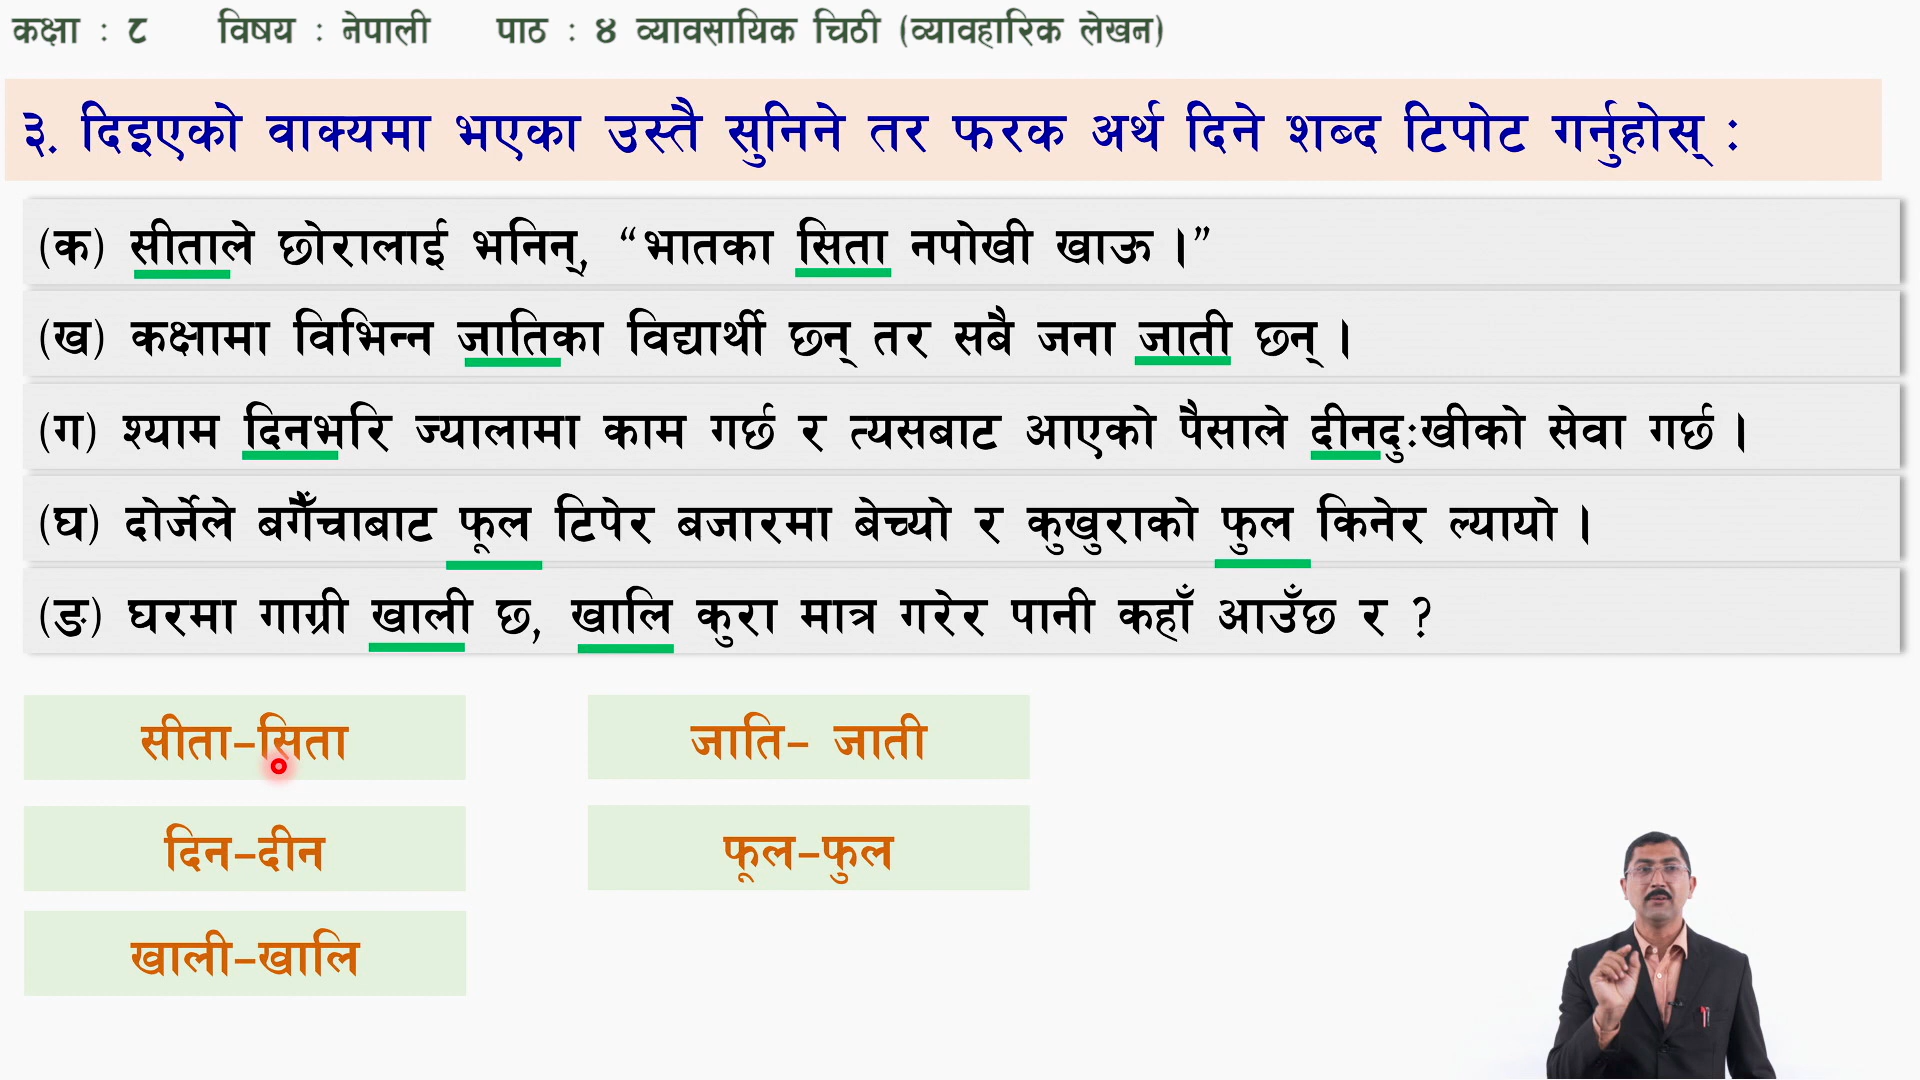 कक्षा : ८ विषय : नेपाली पाठ : ४ व्यावसायिक चिठी (व्यावहारिक लेखन)
३. दिइएको वाक्यमा भएका उस्तै सुनिने तर फरक अर्थ दिने शब्द टिपोट गर्नुहोस् :
(क) सीताले छोरालाई भनिन्, “भातका सिता नपोखी खाऊ ।”
(ख) कक्षामा विभिन्न जातिका विद्यार्थी छन् तर सबै जना जाती छन् ।
(ग) श्याम दिनभरि ज्यालामा काम गर्छ र त्यसबाट आएको पैसाले दीनदुःखीको सेवा गर्छ ।
(घ) दोर्जेले बगैँचाबाट फूल टिपेर बजारमा बेच्यो र कुखुराको फुल किनेर ल्यायो ।
(ङ) घरमा गाग्री खाली छ, खालि कुरा मात्र गरेर पानी कहाँ आउँछ र ?
सीता–सिता जाति– जाती
दिन–दीन फूल–फुल
खाली–खालि